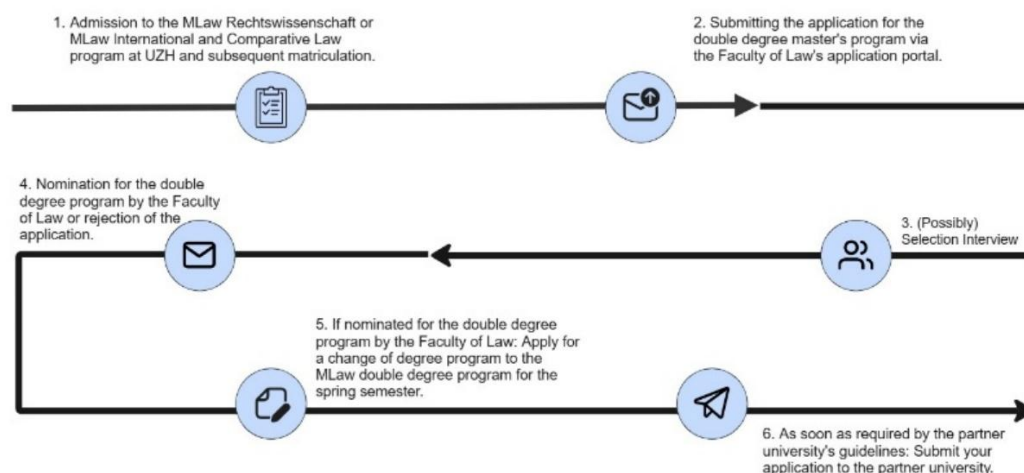 1. Admission to the MLaw Rechtswissenschaft or
MLaw International and Comparative Law
program at UZH and subsequent matriculation.
2. Submitting the application for the
double degree master's program via
the Faculty of Law's application portal.
3. (Possibly)
Selection Interview
4. Nomination for the double
degree program by the Faculty
of Law or rejection of the
application.
5. If nominated for the double degree
program by the Faculty of Law: Apply for
a change of degree program to the
MLaw double degree program for the
spring semester.
6. As soon as required by the partner
university's guidelines: Submit your
application to the partner university.